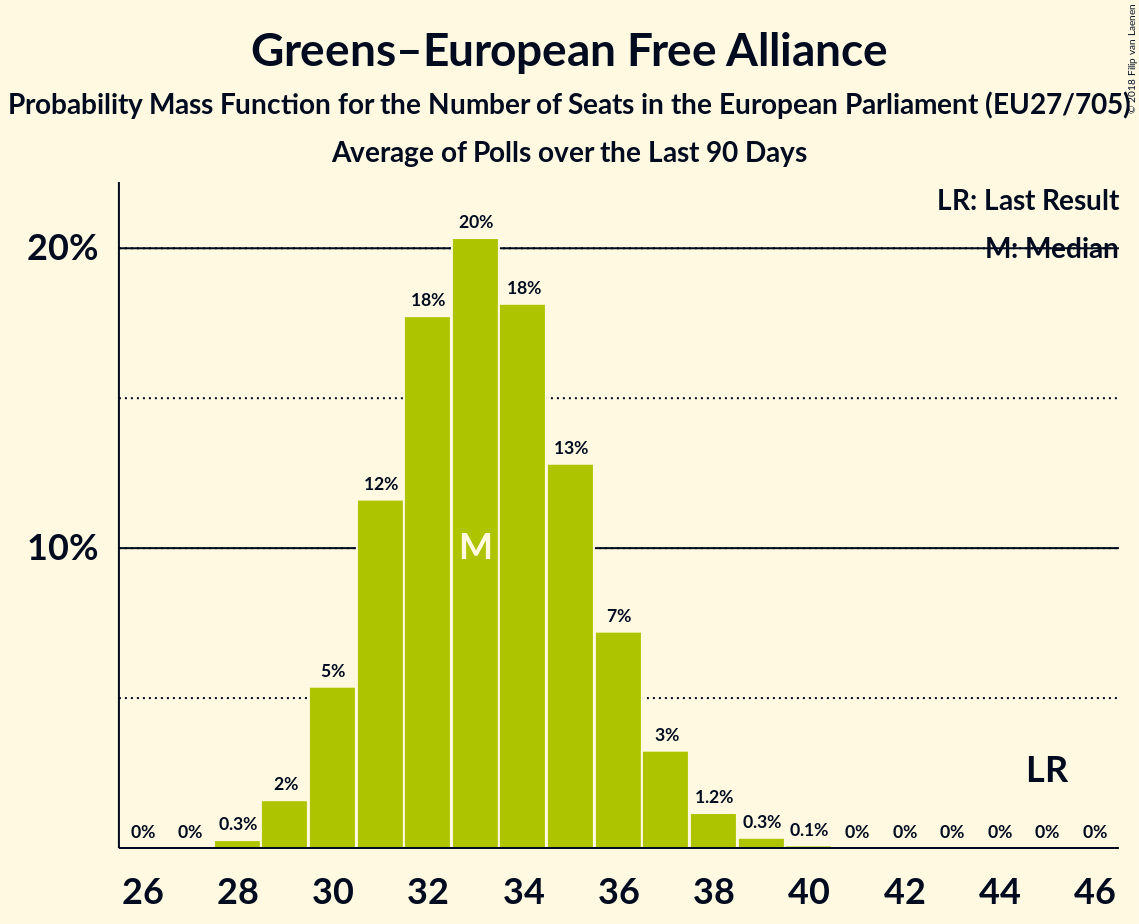 Greens–European Free Alliance
Probability Mass Function for the Number of Seats in the European Parliament (EU27/705)
Average of Polls over the Last 90 Days
© 2018 Filip van Laenen
LR: Last Result
M: Median
20%
10%
0%
0%
0.3%
2%
5%
12%
18%
20%
18%
13%
7%
3%
1.2%
0.3%
0.1%
0%
0%
0%
0%
0%
0%
M
LR
26 28 30 32 34 36 38 40 42 44 46